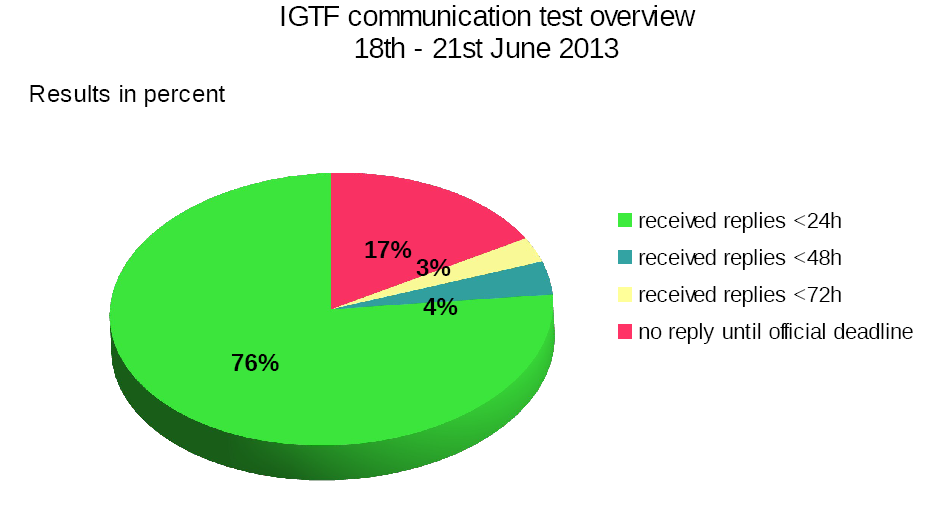 IGTF communication test overview
18th - 21st June 2013
Results in percent
17%
3%
4%
76%
received replies <24h
received replies <48h
received replies <72h
no reply until official deadline